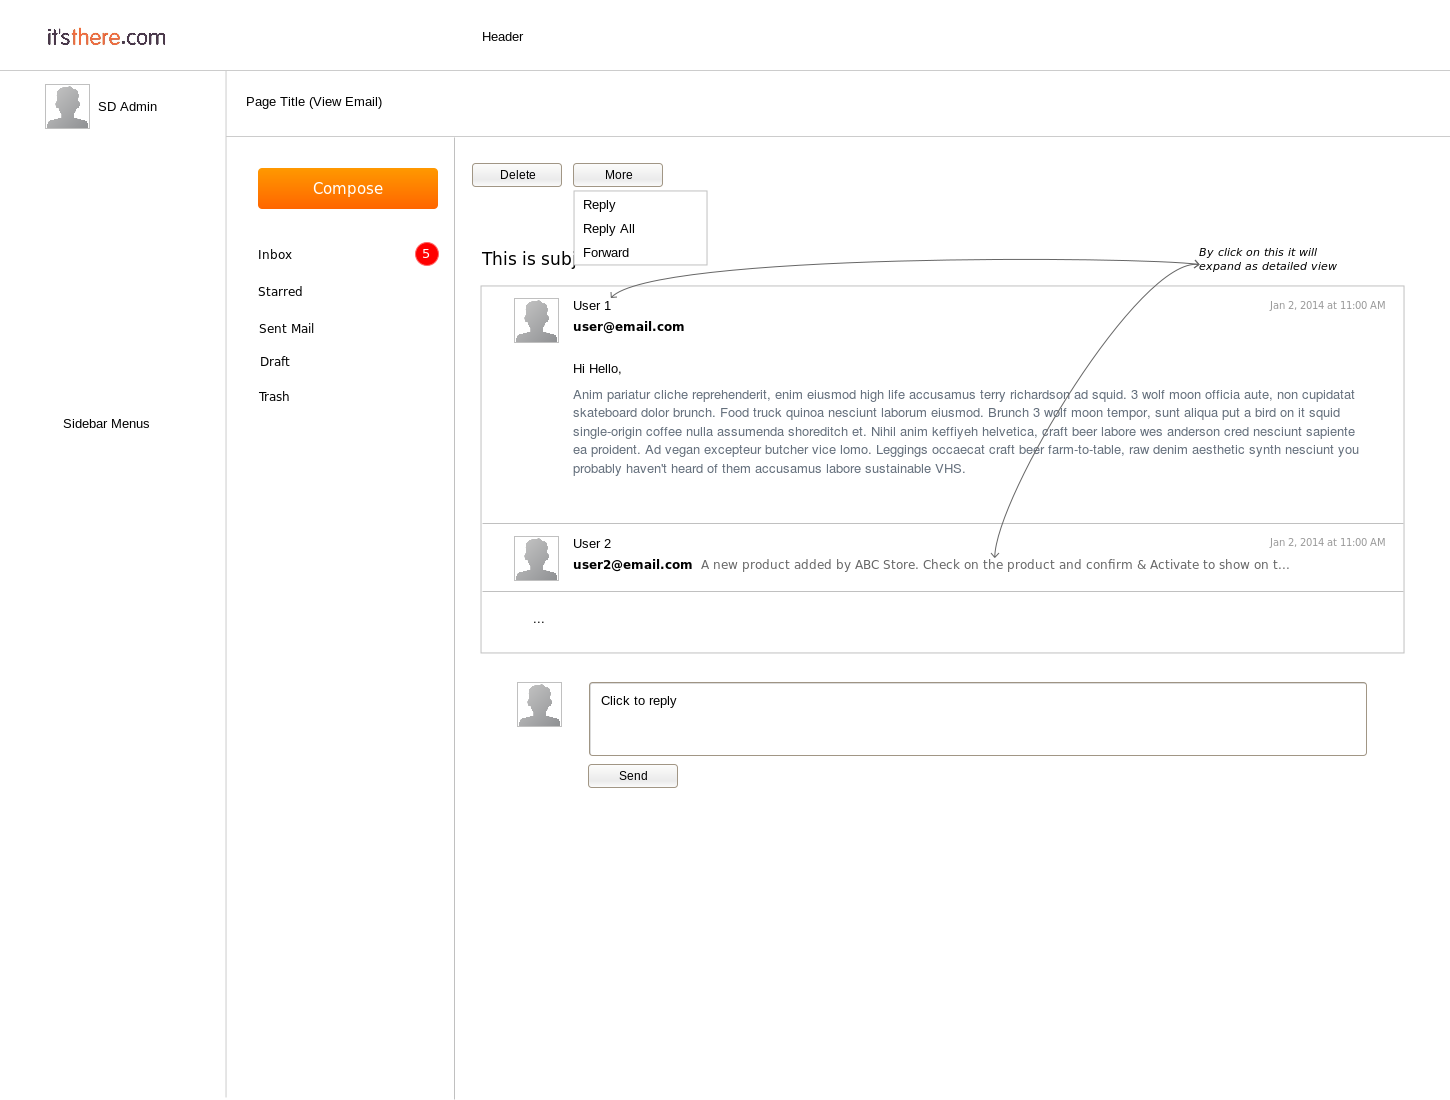 it'sthere.com
Header
SD Admin
Page Title (View Email)
Compose
Inbox
5
Starred
Sent Mail
Draft
Trash
Sidebar Menus
Delete
More
Reply
Reply All
Forward
This is subj
By click on this it will
expand as detailed view
User 1
Jan 2, 2014 at 11:00 AM
user@email.com
Hi Hello,
Anim pariatur cliche reprehenderit, enim eiusmod high life accusamus terry richardson ad squid. 3 wolf moon officia aute, non cupidatat
skateboard dolor brunch. Food truck quinoa nesciunt laborum eiusmod. Brunch 3 wolf moon tempor, sunt aliqua put a bird on it squid
single-origin coffee nulla assumenda shoreditch et. Nihil anim keffiyeh helvetica, craft beer labore wes anderson cred nesciunt sapiente
ea proident. Ad vegan excepteur butcher vice lomo. Leggings occaecat craft beer farm-to-table, raw denim aesthetic synth nesciunt you
probably haven't heard of them accusamus labore sustainable VHS.
User 2
Jan 2, 2014 at 11:00 AM
user2@email.com A new product added by ABC Store. Check on the product and confirm & Activate to show on t...
...
Click to reply
Send